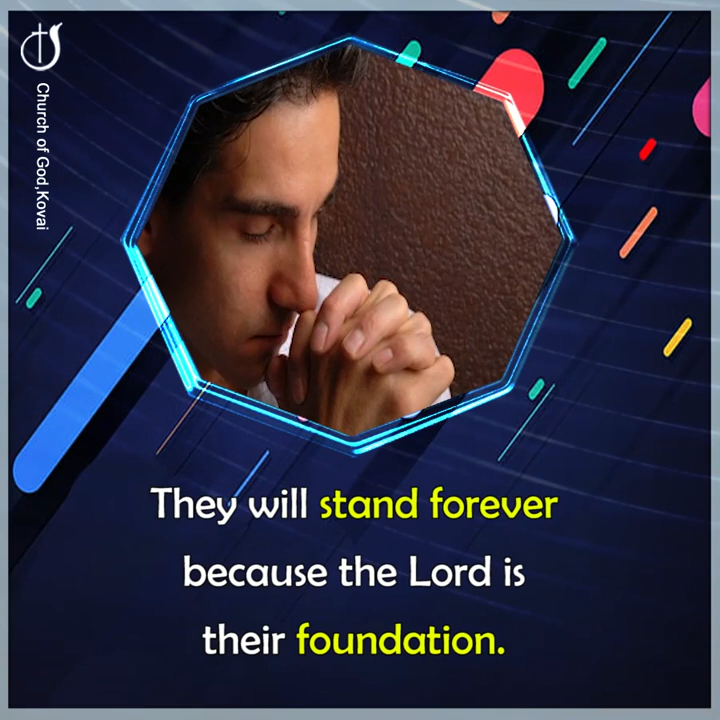 Church of God,Kovai
They will stand forever
because the Lord is
their foundation.